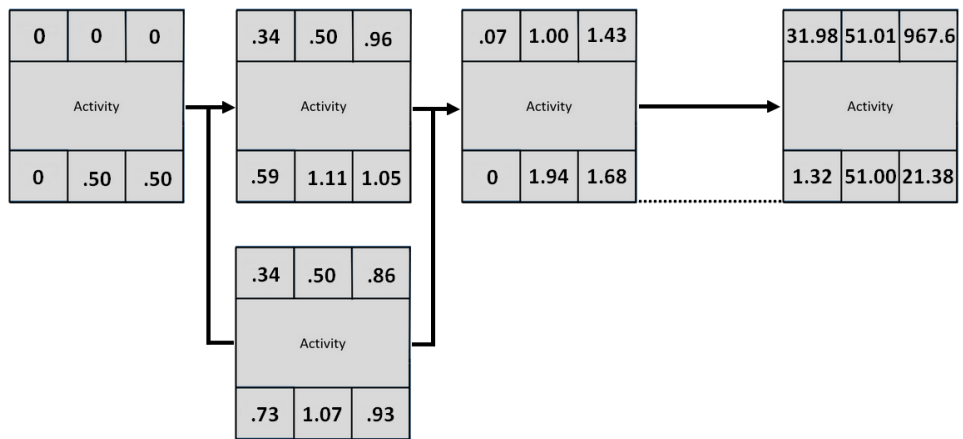 0 0 0
Activity
0 .50 .50
.34 .50 .96
Activity
.59 1.11 1.05
.07 1.00 1.43
Activity
0 1.94 1.68
31.98 51.01 967.6
Activity
1.32 51.00 21.38
.34 .50 .86
Activity
.73 1.07 .93